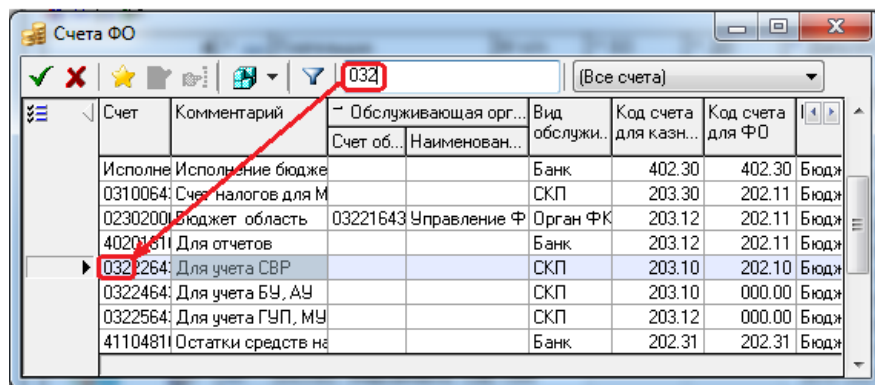 Счета ФО
032 (Все счета)
Счет Комментарий Обслуживающая орг... Вид обслужи... Код счета для казн... Код счета для ФО
Счет об... Наименован...
Исполне Исполнение бюдже Банк 402.30 402.30 Бюдж
0310064 Счет налогов для М СКП 203.30 202.11 Бюдж
0230200 Бюджет область 03221643 Управление Ф Орган ФК 203.12 202.11 Бюдж
4020181 Для отчетов Банк 203.12 202.11 Бюдж
0322264 Для учета СВР СКП 203.10 202.10 Бюдж
0322464 Для учета БУ, АУ СКП 203.10 000.00 Бюдж
0322564 Для учета ГУП, МУ СКП 203.12 000.00 Бюдж
4110481 Остатки средств на Банк 202.31 202.31 Бюдж